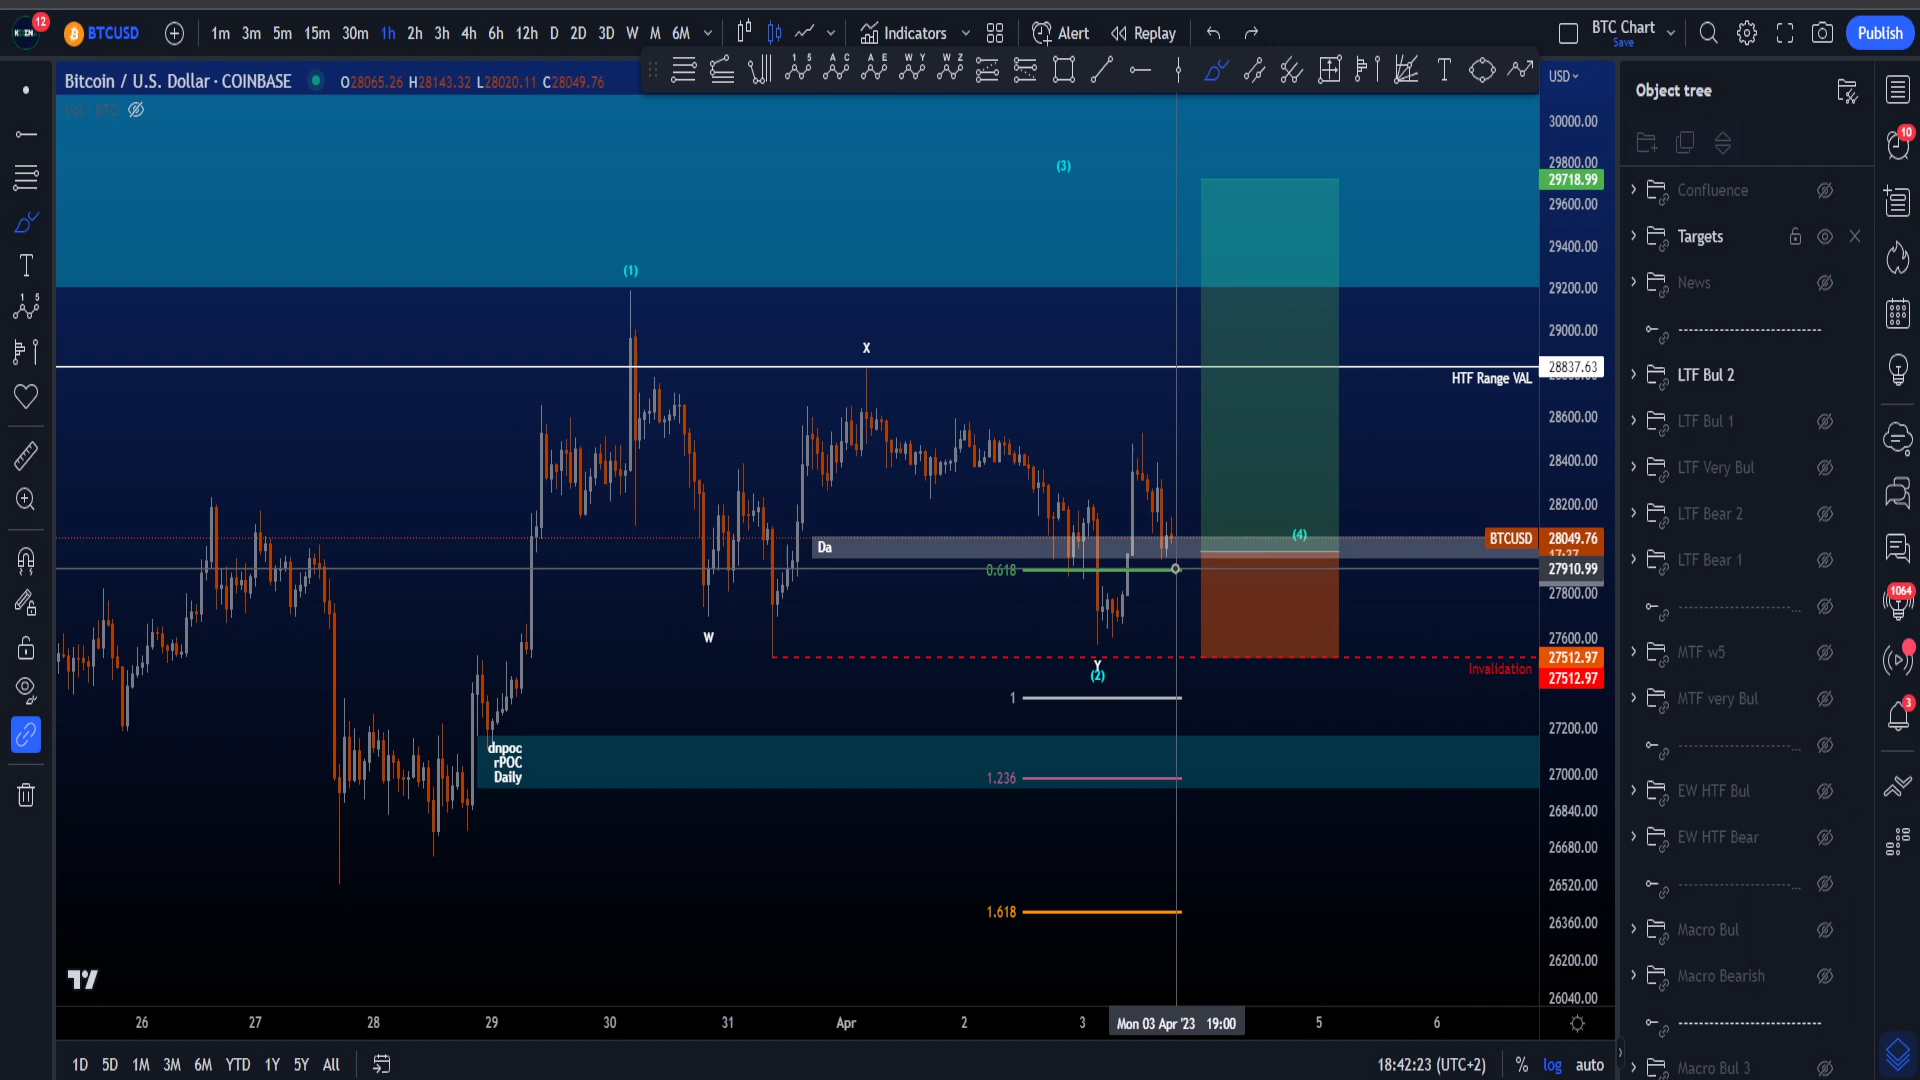 12
BTCUSD
1m 3m 5m 15m 30m 1h 2h 3h 4h 6h 12h D 2D 3D W M 6M
Indicators
Alert
Replay
BTC Chart
Save
Publish
Bitcoin / U.S. Dollar · COINBASE
O28065.26 H28143.32 L28020.11 C28049.76
Vol · BTC
USD
Object tree
30000.00
29800.00
29718.99
29600.00
29400.00
29200.00
29000.00
28837.63
28600.00
28400.00
28200.00
BTCUSD
28049.76
17:27
27910.99
27800.00
27600.00
27512.97
27512.97
27200.00
27000.00
26840.00
26680.00
26520.00
26360.00
26200.00
26040.00
(3)
(1)
X
HTF Range VAL
Da
(4)
0.618
W
Y
(2)
Invalidation
1
dnpoc
rPOC
Daily
1.236
1.618
26 27 28 29 30 31 Apr 2 3 Mon 03 Apr '23 19:00 5 6
1D 5D 1M 3M 6M YTD 1Y 5Y All
18:42:23 (UTC+2)
% log auto
Confluence
Targets
News
----------------------------
LTF Bul 2
LTF Bul 1
LTF Very Bul
LTF Bear 2
LTF Bear 1
-----------------------...
MTF w5
MTF very Bul
-----------------------...
EW HTF Bul
EW HTF Bear
-----------------------...
Macro Bul
Macro Bearish
----------------------------
Macro Bul 3
10
1064
3